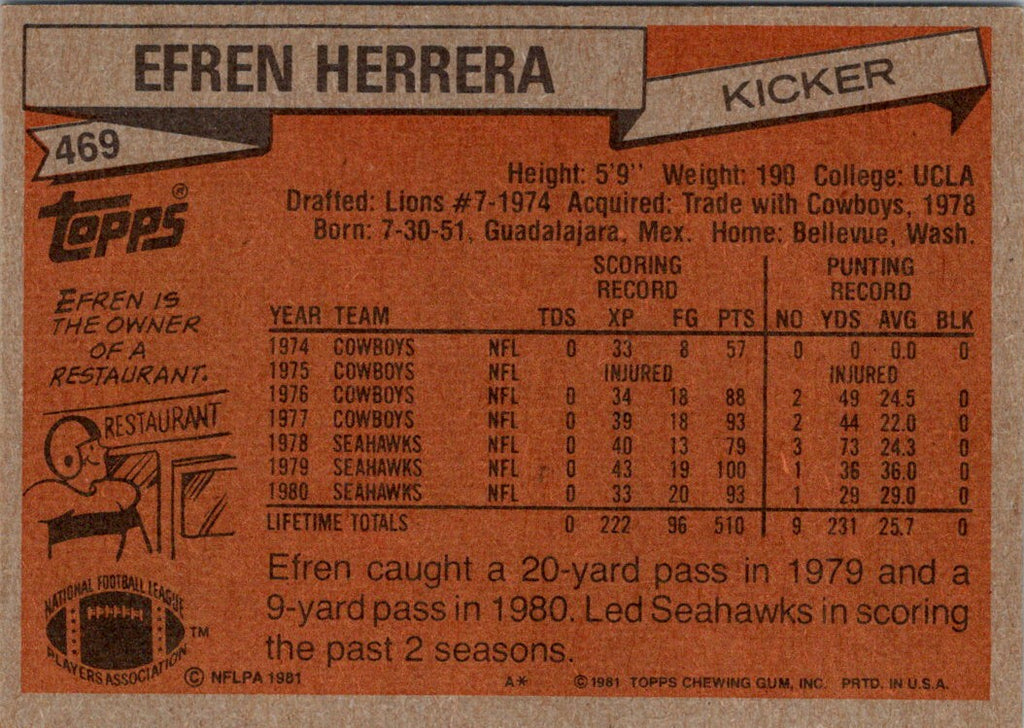 EFREN HERRERA
KICKER
469
Topps®
Height: 5'9'' Weight: 190 College: UCLA
Drafted: Lions #7-1974 Acquired: Trade with Cowboys, 1978
Born: 7-30-51, Guadalajara, Mex. Home: Bellevue, Wash.
EFREN IS
THE OWNER
OF A
RESTAURANT.
RESTAURANT
SCORING PUNTING
RECORD RECORD
YEAR TEAM TDS XP FG PTS NO YDS AVG BLK
1974 COWBOYS NFL 0 33 8 57 0 0 0.0 0
1975 COWBOYS NFL INJURED INJURED
1976 COWBOYS NFL 0 34 18 88 2 49 24.5 0
1977 COWBOYS NFL 0 39 18 93 2 44 22.0 0
1978 SEAHAWKS NFL 0 40 13 79 3 73 24.3 0
1979 SEAHAWKS NFL 0 43 19 100 1 36 36.0 0
1980 SEAHAWKS NFL 0 33 20 93 1 29 29.0 0
LIFETIME TOTALS 0 222 96 510 9 231 25.7 0
Efren caught a 20-yard pass in 1979 and a
9-yard pass in 1980. Led Seahawks in scoring
the past 2 seasons.
NATIONAL FOOTBALL LEAGUE
PLAYERS ASSOCIATION
TM
© NFLPA 1981
A* © 1981 TOPPS CHEWING GUM, INC. PRTD. IN U.S.A.